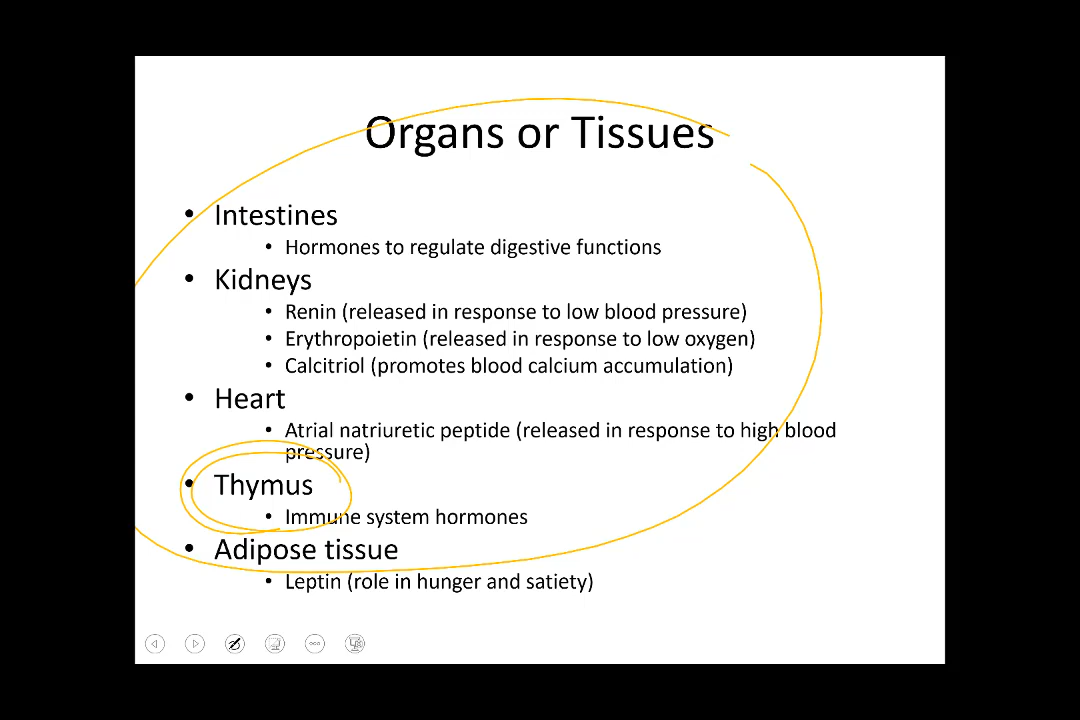 Organs or Tissues
• Intestines
• Hormones to regulate digestive functions
• Kidneys
• Renin (released in response to low blood pressure)
• Erythropoietin (released in response to low oxygen)
• Calcitriol (promotes blood calcium accumulation)
• Heart
• Atrial natriuretic peptide (released in response to high blood
pressure)
• Thymus
• Immune system hormones
• Adipose tissue
• Leptin (role in hunger and satiety)